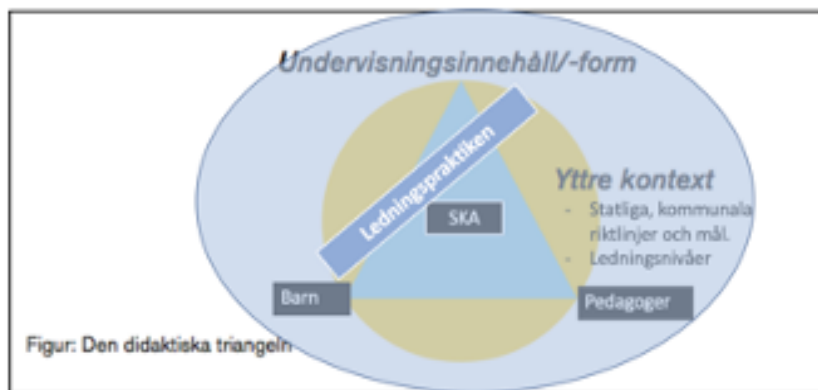 Undervisningsinnehåll/-form
Ledningspraktiken
Yttre kontext
- Statliga, kommunala
riktlinjer och mål.
- Ledningsnivåer
SKA
Barn
Pedagoger
Figur: Den didaktiska triangeln